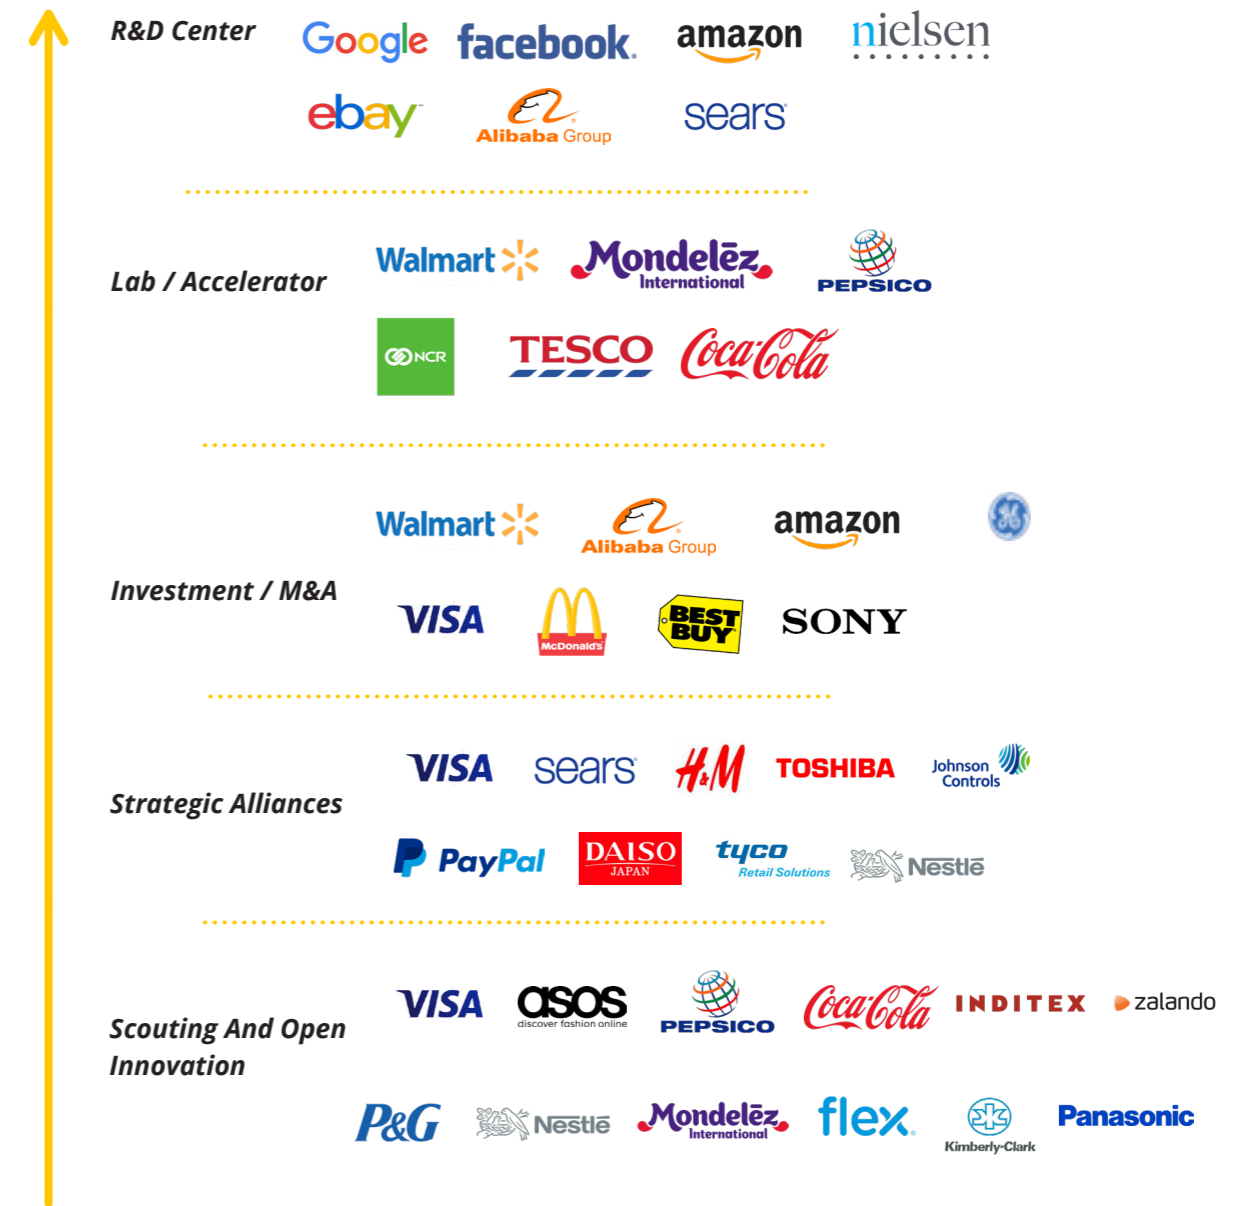 R&D Center
Google facebook. amazon nielsen
ebay Alibaba Group sears
Lab / Accelerator
Walmart Mondelēz International PEPSICO
NCR TESCO Coca-Cola
Investment / M&A
Walmart Alibaba Group amazon GE
VISA McDonald's BEST BUY SONY
Strategic Alliances
VISA sears H&M TOSHIBA Johnson Controls
PayPal DAISO JAPAN tyco Retail Solutions Nestlé
Scouting And Open
Innovation
VISA asos discover fashion online PEPSICO Coca-Cola INDITEX zalando
P&G Nestlé Mondelēz International flex. Kimberly-Clark Panasonic